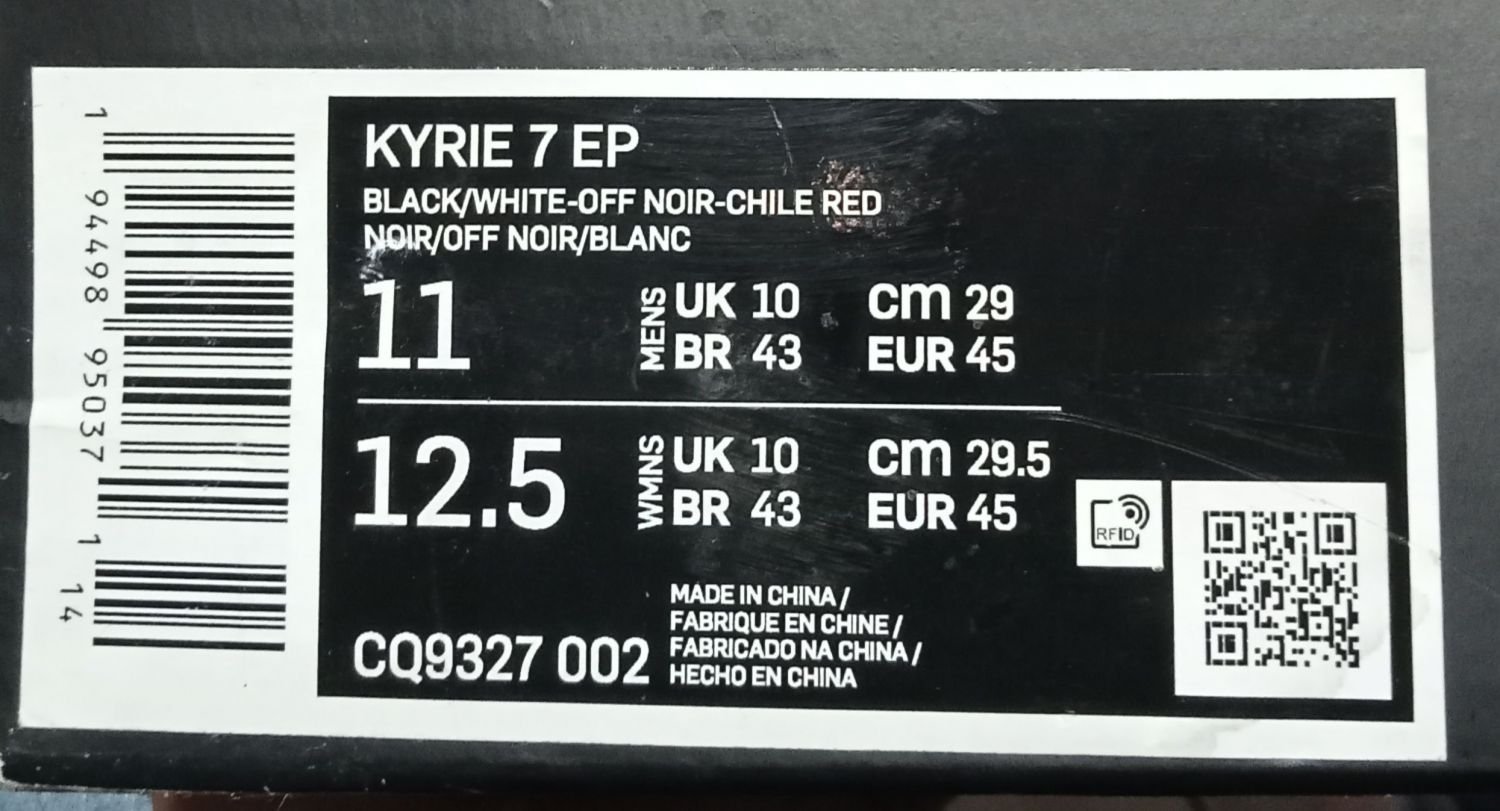 KYRIE 7 EP
BLACK/WHITE-OFF NOIR-CHILE RED
NOIR/OFF NOIR/BLANC
11 MENS UK 10 cm 29
BR 43 EUR 45
12.5 WMNS UK 10 cm 29.5
BR 43 EUR 45
RFID
MADE IN CHINA /
FABRIQUE EN CHINE /
FABRICADO NA CHINA /
HECHO EN CHINA
CQ9327 002
1 94498 95037 1 14